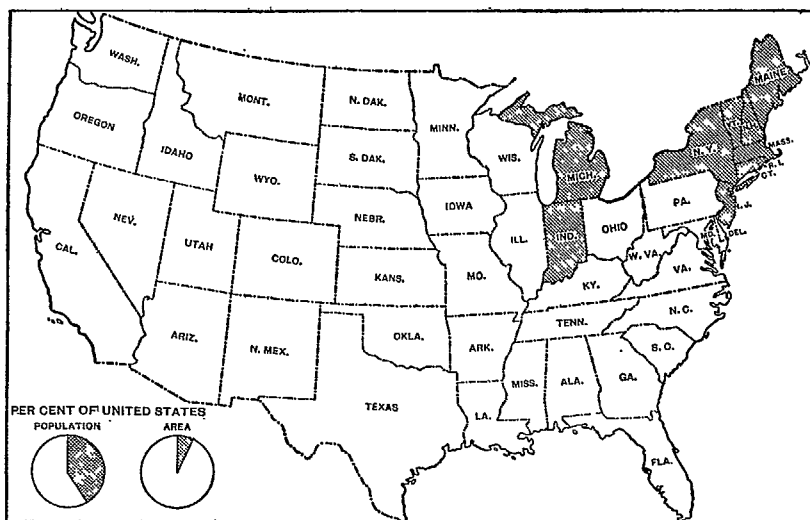 WASH.
MONT.
N. DAK.
MINN.
MAINE
OREGON
IDAHO
S. DAK.
WIS.
MICH.
N. Y.
VT.
MASS.
R. I.
CT.
WYO.
NEBR.
IOWA
PA.
N. J.
NEV.
UTAH
COLO.
ILL.
IND.
OHIO
MD.
DEL.
W. VA.
VA.
CAL.
KANS.
MO.
KY.
ARIZ.
N. MEX.
OKLA.
ARK.
TENN.
N. C.
S. C.
TEXAS
LA.
MISS.
ALA.
GA.
FLA.
PER CENT OF UNITED STATES
POPULATION
AREA